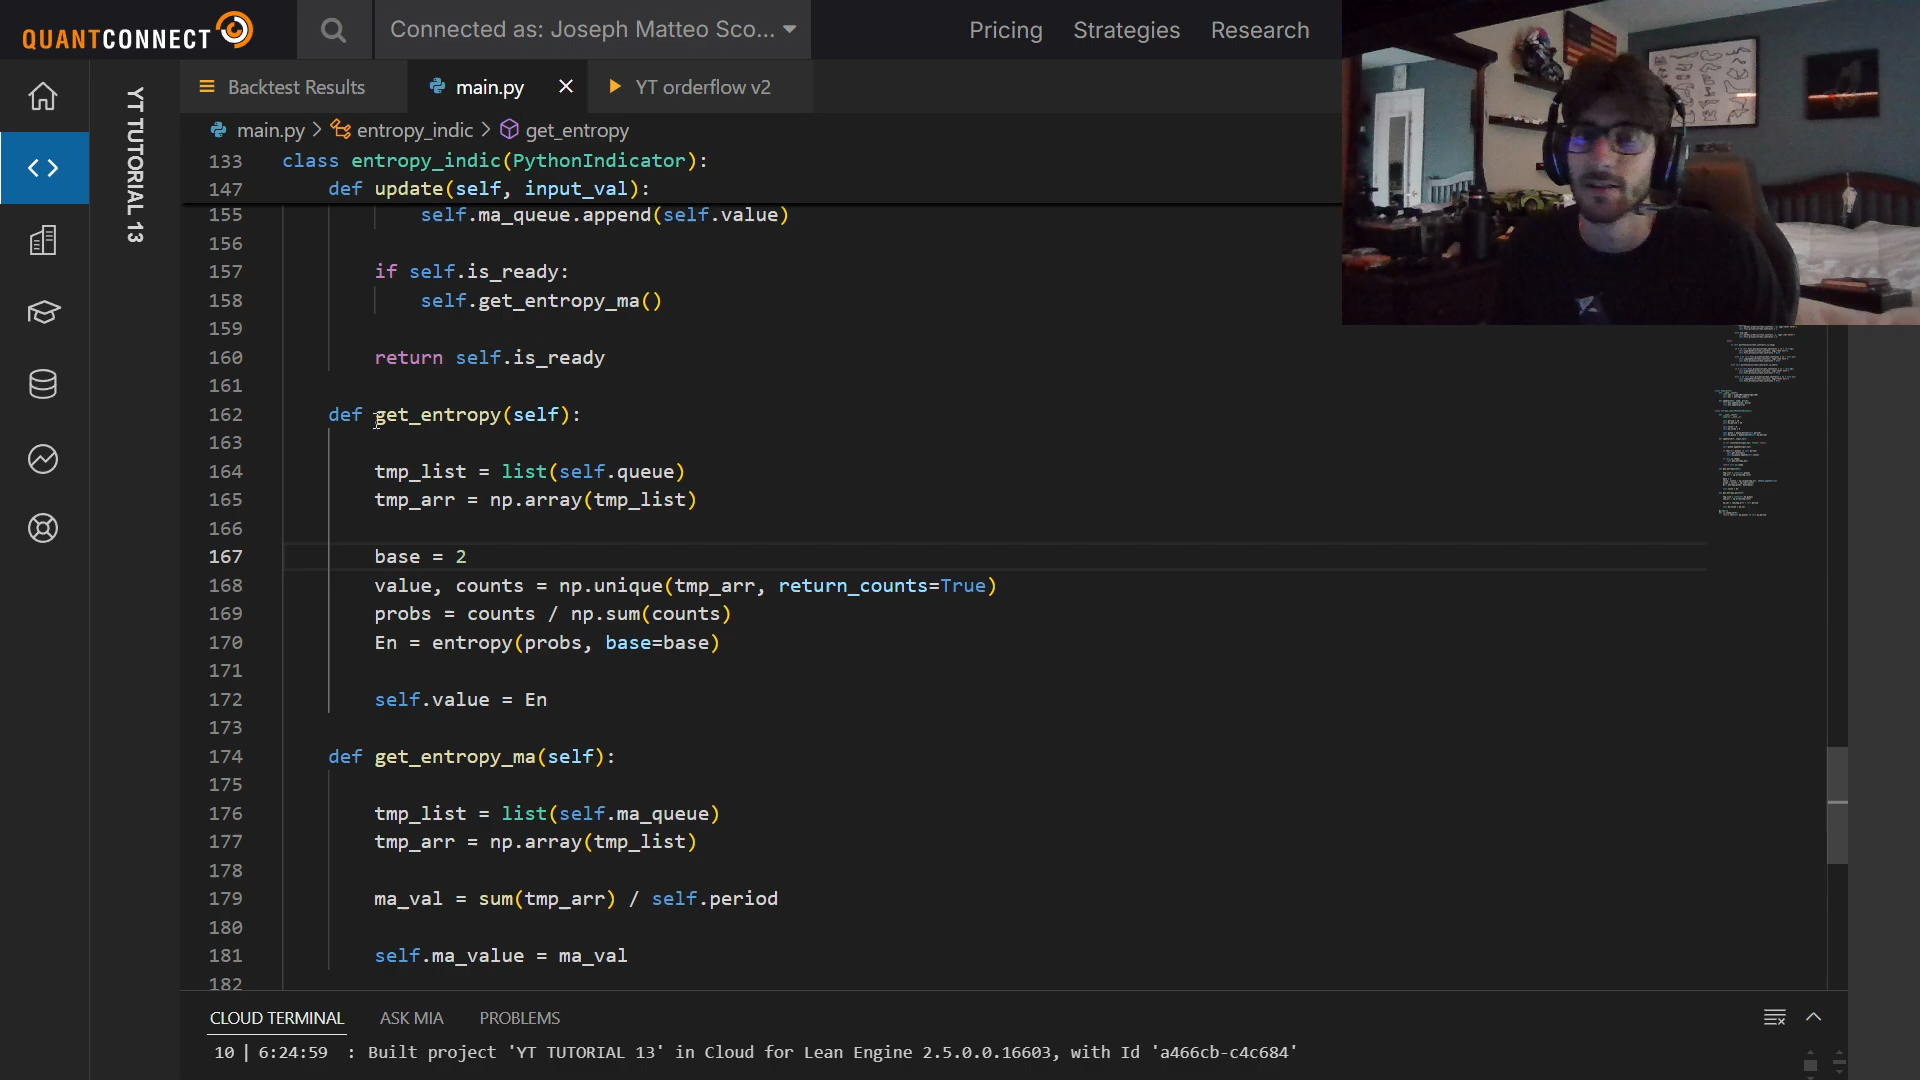 QUANTCONNECT
Connected as: Joseph Matteo Sco...
Pricing
Strategies
Research
YT TUTORIAL 13
Backtest Results
main.py
YT orderflow v2
main.py > entropy_indic > get_entropy
133 class entropy_indic(PythonIndicator):
147 def update(self, input_val):
155 self.ma_queue.append(self.value)
156
157 if self.is_ready:
158 self.get_entropy_ma()
159
160 return self.is_ready
161
162 def get_entropy(self):
163
164 tmp_list = list(self.queue)
165 tmp_arr = np.array(tmp_list)
166
167 base = 2
168 value, counts = np.unique(tmp_arr, return_counts=True)
169 probs = counts / np.sum(counts)
170 En = entropy(probs, base=base)
171
172 self.value = En
173
174 def get_entropy_ma(self):
175
176 tmp_list = list(self.ma_queue)
177 tmp_arr = np.array(tmp_list)
178
179 ma_val = sum(tmp_arr) / self.period
180
181 self.ma_value = ma_val
182
CLOUD TERMINAL
ASK MIA
PROBLEMS
10 | 6:24:59 : Built project 'YT TUTORIAL 13' in Cloud for Lean Engine 2.5.0.0.16603, with Id 'a466cb-c4c684'